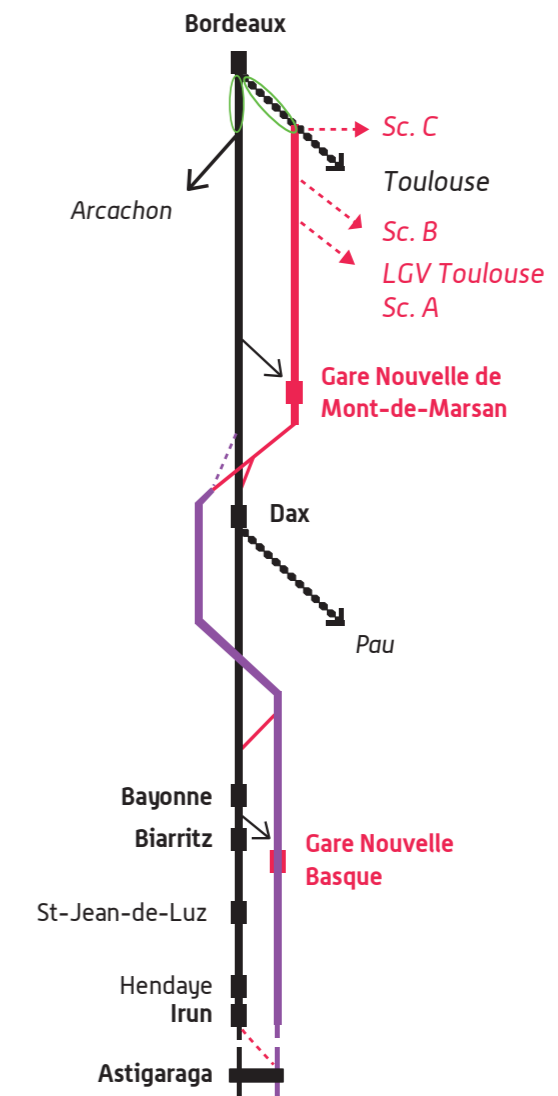 Bordeaux
Sc. C
Toulouse
Arcachon
Sc. B
LGV Toulouse
Sc. A
Gare Nouvelle de
Mont-de-Marsan
Dax
Pau
Bayonne
Biarritz
Gare Nouvelle
Basque
St-Jean-de-Luz
Hendaye
Irun
Astigaraga